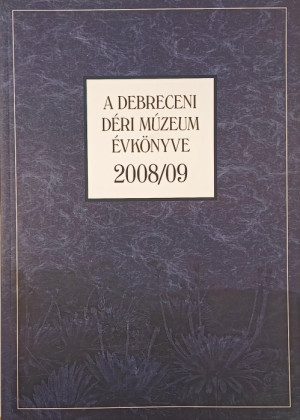 A DEBRECENI
DÉRI MÚZEUM
ÉVKÖNYVE
2008/09